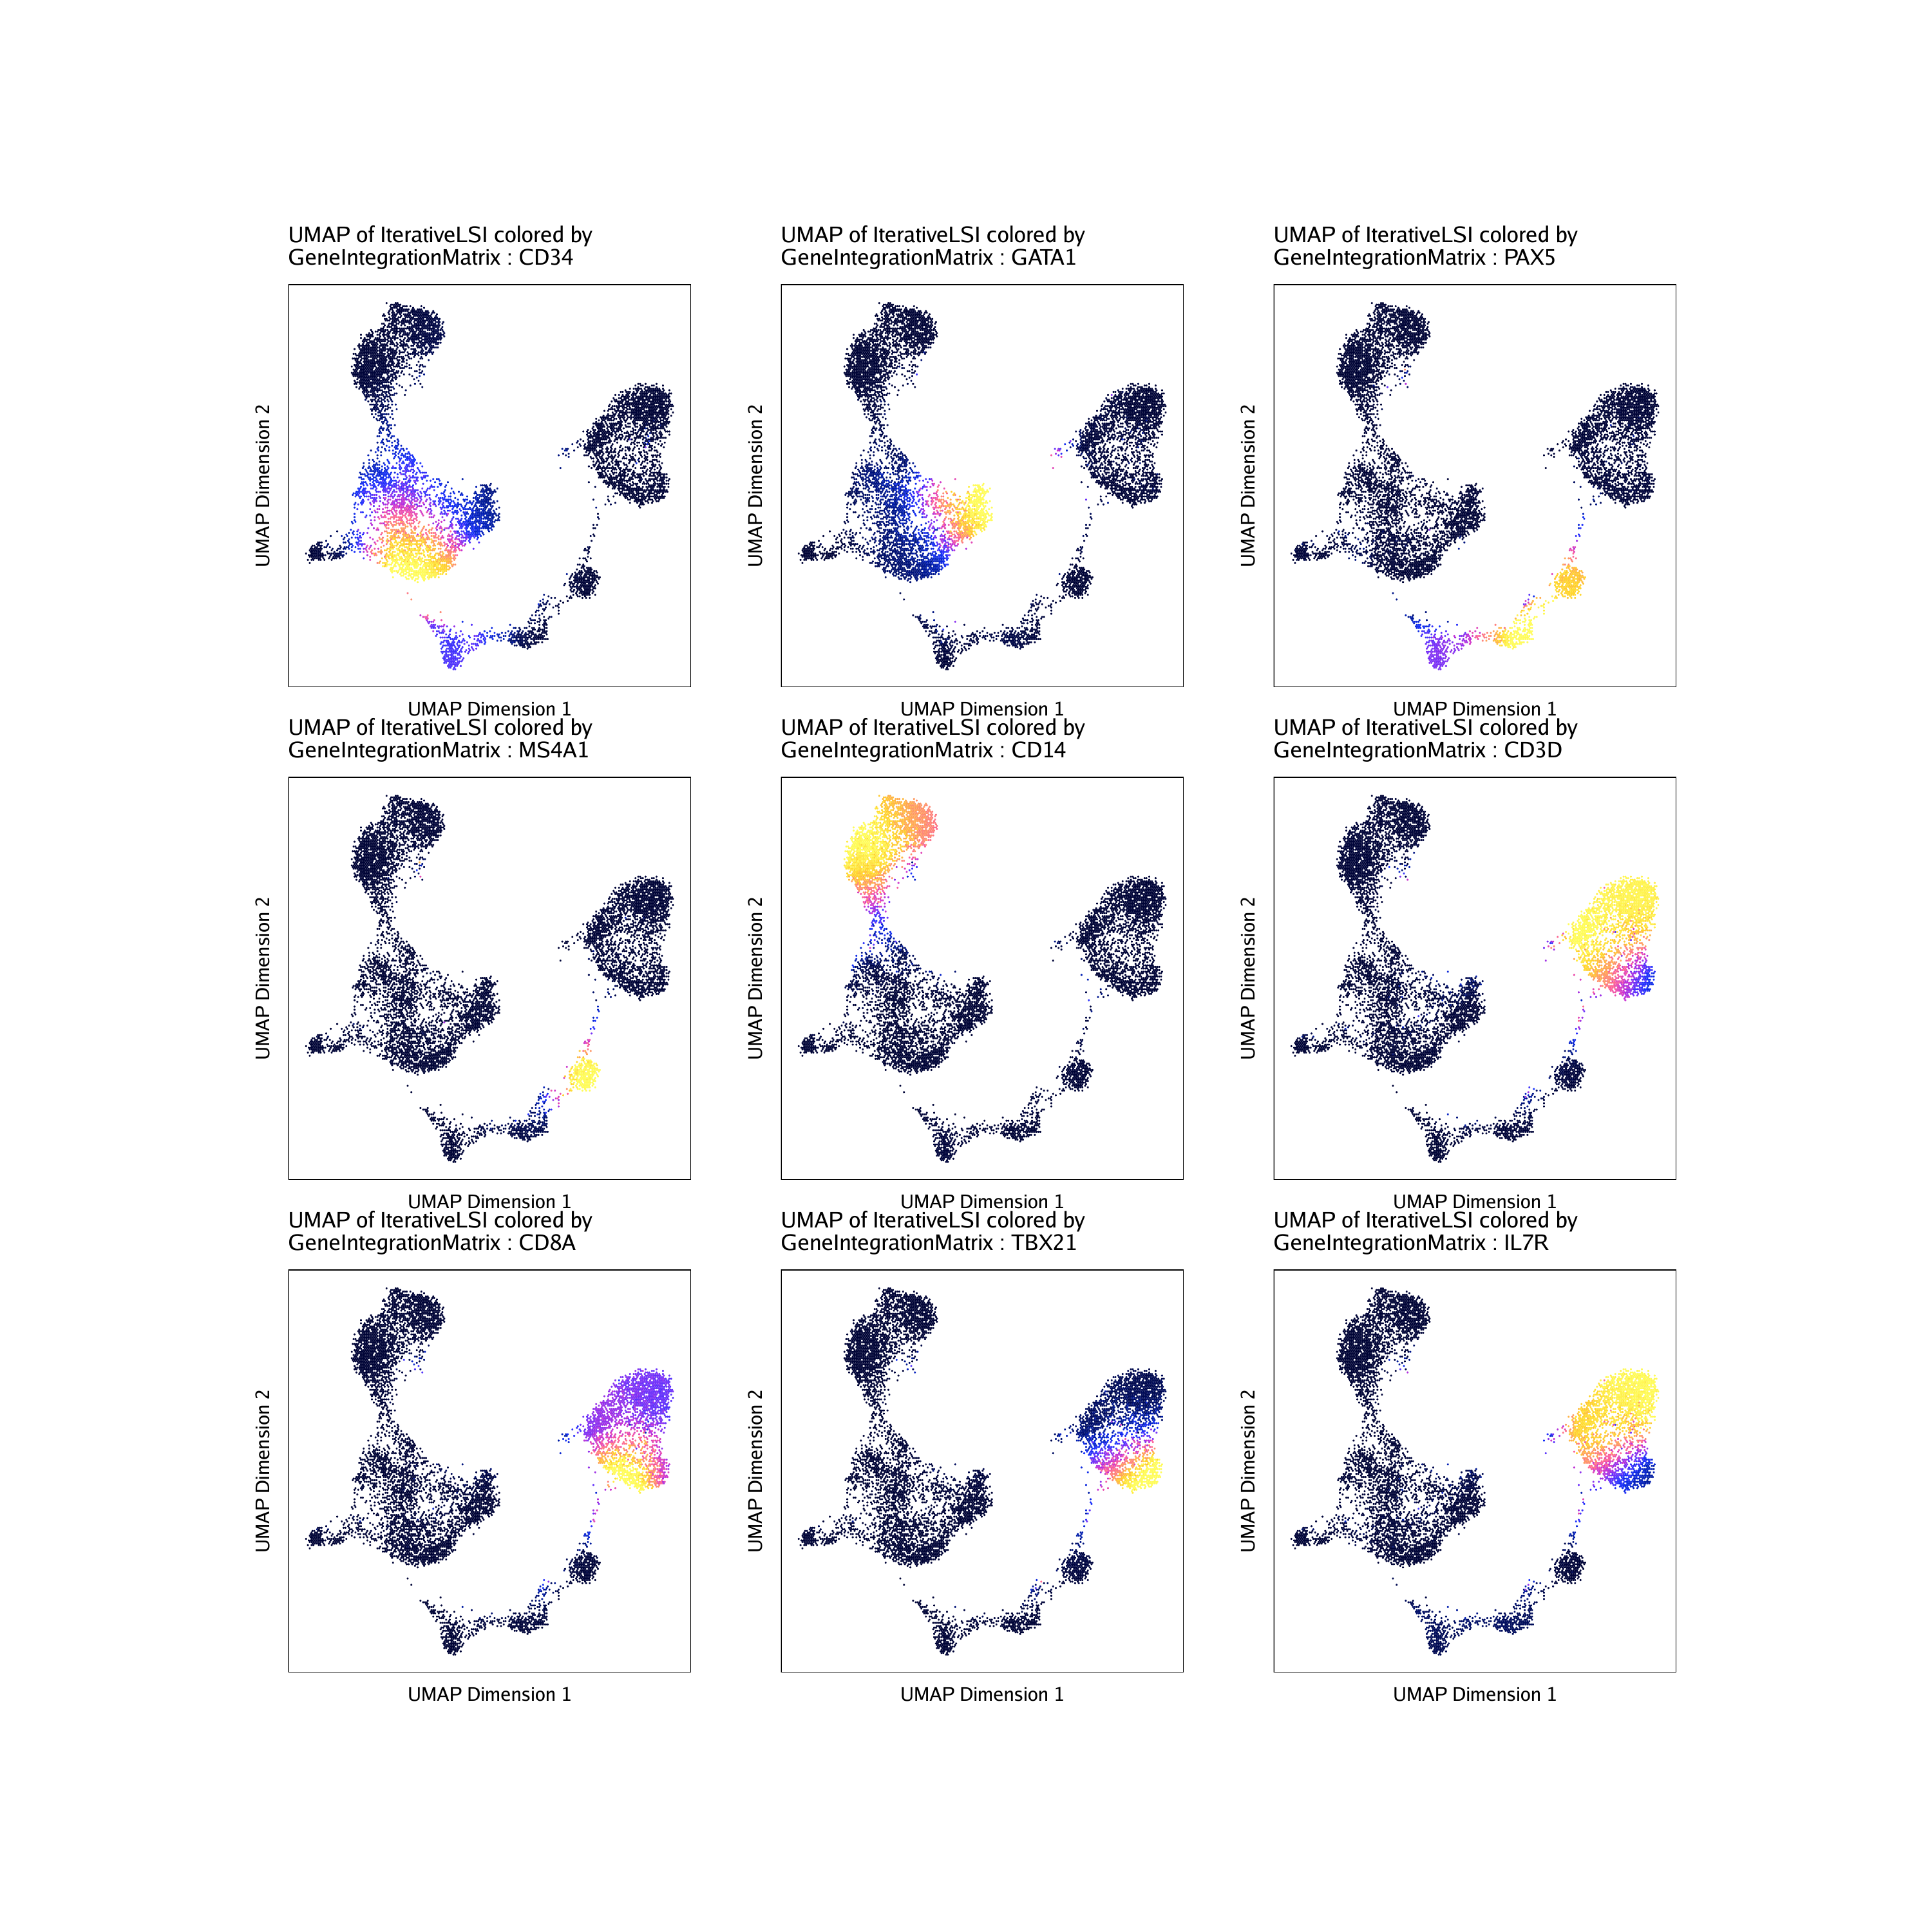 UMAP of IterativeLSI colored by
GeneIntegrationMatrix : CD34
UMAP Dimension 2
UMAP Dimension 1
UMAP of IterativeLSI colored by
GeneIntegrationMatrix : GATA1
UMAP Dimension 2
UMAP Dimension 1
UMAP of IterativeLSI colored by
GeneIntegrationMatrix : PAX5
UMAP Dimension 2
UMAP Dimension 1
UMAP of IterativeLSI colored by
GeneIntegrationMatrix : MS4A1
UMAP Dimension 2
UMAP Dimension 1
UMAP of IterativeLSI colored by
GeneIntegrationMatrix : CD14
UMAP Dimension 2
UMAP Dimension 1
UMAP of IterativeLSI colored by
GeneIntegrationMatrix : CD3D
UMAP Dimension 2
UMAP Dimension 1
UMAP of IterativeLSI colored by
GeneIntegrationMatrix : CD8A
UMAP Dimension 2
UMAP Dimension 1
UMAP of IterativeLSI colored by
GeneIntegrationMatrix : TBX21
UMAP Dimension 2
UMAP Dimension 1
UMAP of IterativeLSI colored by
GeneIntegrationMatrix : IL7R
UMAP Dimension 2
UMAP Dimension 1